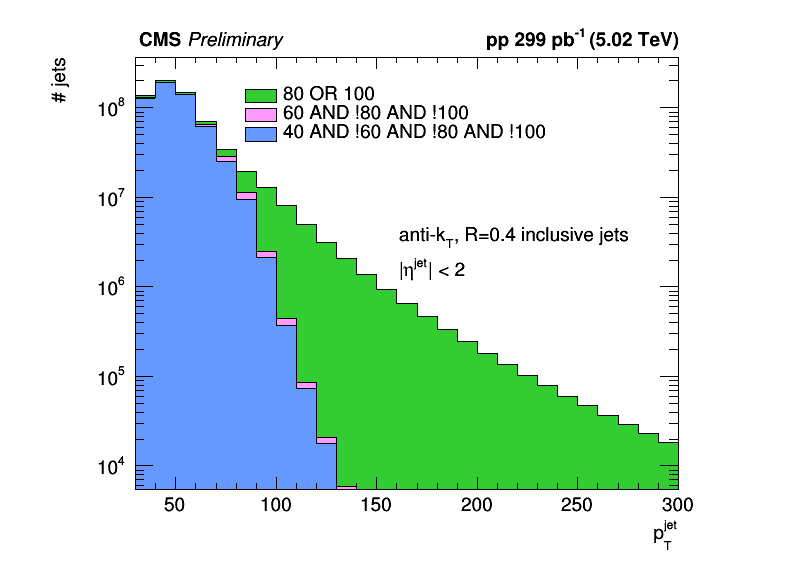 CMS Preliminary
pp 299 pb⁻¹ (5.02 TeV)
# jets
80 OR 100
60 AND !80 AND !100
40 AND !60 AND !80 AND !100
anti-k_T, R=0.4 inclusive jets
|η^jet| < 2
10⁸
10⁷
10⁶
10⁵
10⁴
50 100 150 200 250 300
p_T^jet